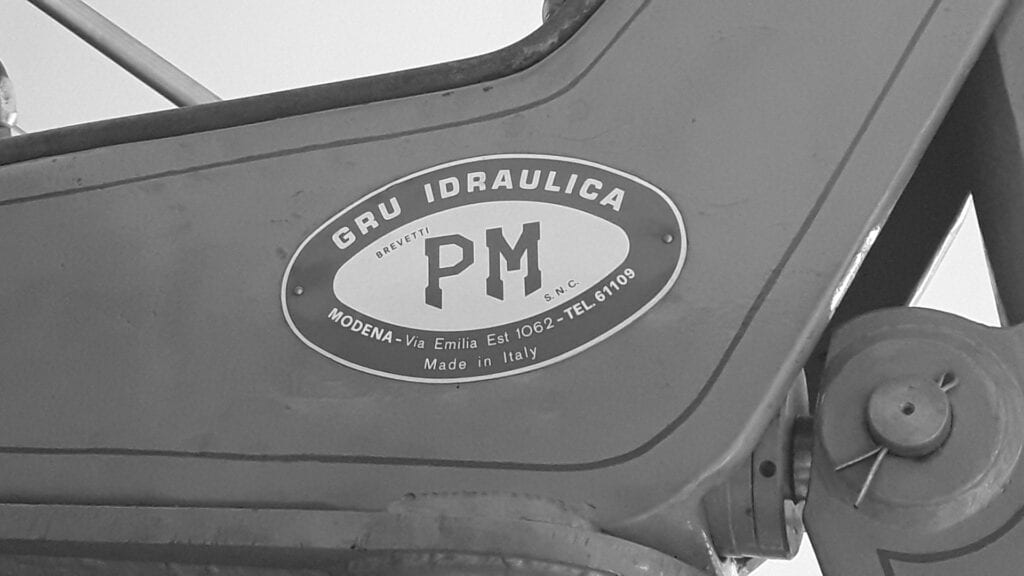 GRU IDRAULICA
BREVETTI
PM
S.N.C.
MODENA-Via Emilia Est 1062-TEL.61109
Made in Italy